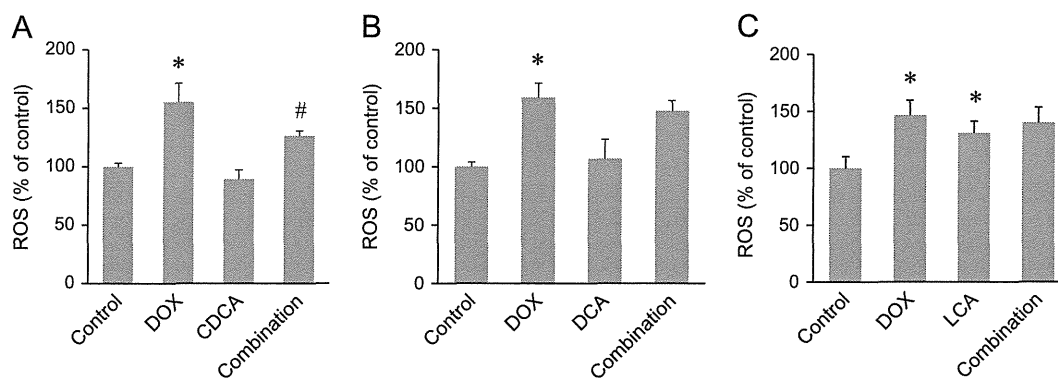 A
ROS (% of control)
200
150
100
50
0
*
#
Control
DOX
CDCA
Combination
B
ROS (% of control)
200
150
100
50
0
*
Control
DOX
DCA
Combination
C
ROS (% of control)
200
150
100
50
0
*
*
Control
DOX
LCA
Combination